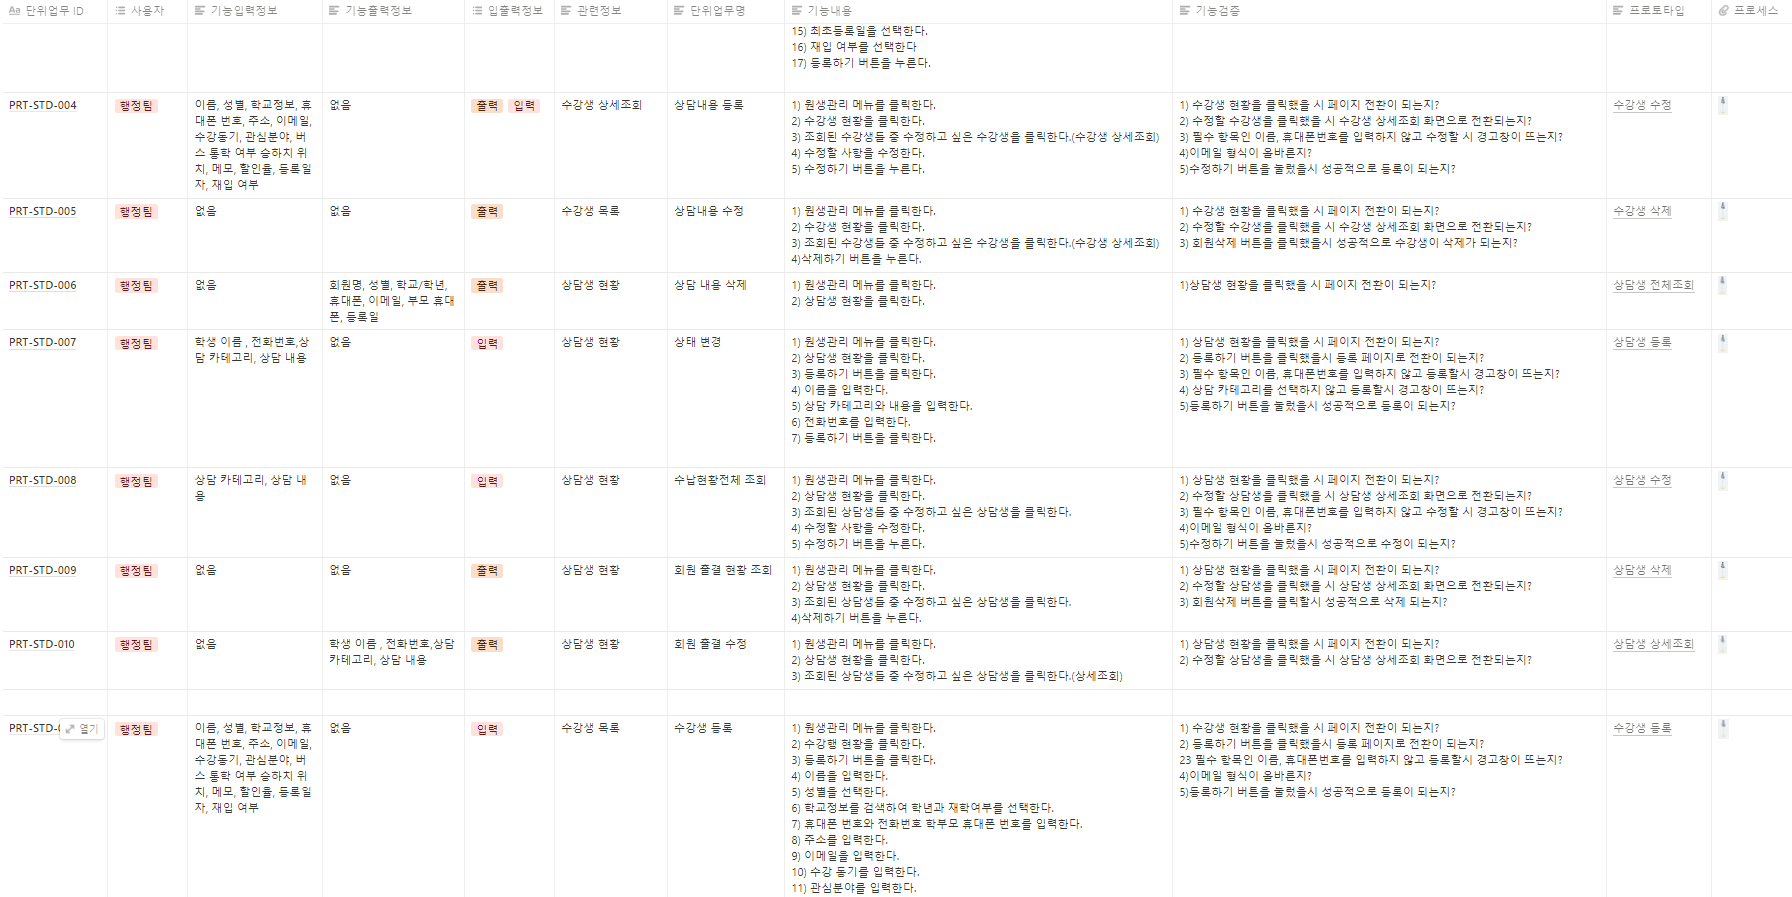 Aa 단위업무 ID
사용자
기능입력정보
기능출력정보
입출력정보
관련정보
단위업무명
기능내용
기능검증
프로토타입
프로세스
15) 최초등록일을 선택한다.
16) 재입 여부를 선택한다
17) 등록하기 버튼을 누른다.
PRT-STD-004
행정팀
이름, 성별, 학교정보, 휴
대폰 번호, 주소, 이메일,
수강동기, 관심분야, 버
스 통학 여부 승하차 위
치, 메모, 할인율, 등록일
자, 재입 여부
없음
출력 입력
수강생 상세조회
상담내용 등록
1) 원생관리 메뉴를 클릭한다.
2) 수강생 현황을 클릭한다.
3) 조회된 수강생들 중 수정하고 싶은 수강생을 클릭한다.(수강생 상세조회)
4) 수정할 사항을 수정한다.
5) 수정하기 버튼을 누른다.
1) 수강생 현황을 클릭했을 시 페이지 전환이 되는지?
2) 수정할 수강생을 클릭했을 시 수강생 상세조회 화면으로 전환되는지?
3) 필수 항목인 이름, 휴대폰번호를 입력하지 않고 수정할 시 경고창이 뜨는지?
4)이메일 형식이 올바른지?
5)수정하기 버튼을 눌렀을시 성공적으로 등록이 되는지?
수강생 수정
PRT-STD-005
행정팀
없음
없음
출력
수강생 목록
상담내용 수정
1) 원생관리 메뉴를 클릭한다.
2) 수강생 현황을 클릭한다.
3) 조회된 수강생들 중 수정하고 싶은 수강생을 클릭한다.(수강생 상세조회)
4)삭제하기 버튼을 누른다.
1) 수강생 현황을 클릭했을 시 페이지 전환이 되는지?
2) 수정할 수강생을 클릭했을 시 수강생 상세조회 화면으로 전환되는지?
3) 회원삭제 버튼을 클릭했을시 성공적으로 수강생이 삭제가 되는지?
수강생 삭제
PRT-STD-006
행정팀
없음
회원명, 성별, 학교/학년,
휴대폰, 이메일, 부모 휴대
폰, 등록일
출력
상담생 현황
상담 내용 삭제
1) 원생관리 메뉴를 클릭한다.
2) 상담생 현황을 클릭한다.
1)상담생 현황을 클릭했을 시 페이지 전환이 되는지?
상담생 전체조회
PRT-STD-007
행정팀
학생 이름 , 전화번호,상
담 카테고리, 상담 내용
없음
입력
상담생 현황
상태 변경
1) 원생관리 메뉴를 클릭한다.
2) 상담생 현황을 클릭한다.
3) 등록하기 버튼을 클릭한다.
4) 이름을 입력한다.
5) 상담 카테고리와 내용을 입력한다.
6) 전화번호를 입력한다.
7) 등록하기 버튼을 클릭한다.
1) 상담생 현황을 클릭했을 시 페이지 전환이 되는지?
2) 등록하기 버튼을 클릭했을시 등록 페이지로 전환이 되는지?
3) 필수 항목인 이름, 휴대폰번호를 입력하지 않고 등록할시 경고창이 뜨는지?
4) 상담 카테고리를 선택하지 않고 등록할시 경고창이 뜨는지?
5)등록하기 버튼을 눌렀을시 성공적으로 등록이 되는지?
상담생 등록
PRT-STD-008
행정팀
상담 카테고리, 상담 내
용
없음
입력
상담생 현황
수납현황전체 조회
1) 원생관리 메뉴를 클릭한다.
2) 상담생 현황을 클릭한다.
3) 조회된 상담생들 중 수정하고 싶은 상담생을 클릭한다.
4) 수정할 사항을 수정한다.
5) 수정하기 버튼을 누른다.
1) 상담생 현황을 클릭했을 시 페이지 전환이 되는지?
2) 수정할 상담생을 클릭했을 시 상담생 상세조회 화면으로 전환되는지?
3) 필수 항목인 이름, 휴대폰번호를 입력하지 않고 수정할 시 경고창이 뜨는지?
4)이메일 형식이 올바른지?
5)수정하기 버튼을 눌렀을시 성공적으로 수정이 되는지?
상담생 수정
PRT-STD-009
행정팀
없음
없음
출력
상담생 현황
회원 출결 현황 조회
1) 원생관리 메뉴를 클릭한다.
2) 상담생 현황을 클릭한다.
3) 조회된 상담생들 중 수정하고 싶은 상담생을 클릭한다.
4)삭제하기 버튼을 누른다.
1) 상담생 현황을 클릭했을 시 페이지 전환이 되는지?
2) 수정할 상담생을 클릭했을 시 상담생 상세조회 화면으로 전환되는지?
3) 회원삭제 버튼을 클릭할시 성공적으로 삭제 되는지?
상담생 삭제
PRT-STD-010
행정팀
없음
학생 이름 , 전화번호,상담
카테고리, 상담 내용
출력
상담생 현황
회원 출결 수정
1) 원생관리 메뉴를 클릭한다.
2) 상담생 현황을 클릭한다.
3) 조회된 상담생들 중 수정하고 싶은 상담생을 클릭한다.(상세조회)
1) 상담생 현황을 클릭했을 시 페이지 전환이 되는지?
2) 수정할 상담생을 클릭했을 시 상담생 상세조회 화면으로 전환되는지?
상담생 상세조회
PRT-STD-
열기
행정팀
이름, 성별, 학교정보, 휴
대폰 번호, 주소, 이메일,
수강동기, 관심분야, 버
스 통학 여부 승하차 위
치, 메모, 할인율, 등록일
자, 재입 여부
없음
입력
수강생 목록
수강생 등록
1) 원생관리 메뉴를 클릭한다.
2) 수강행 현황을 클릭한다.
3) 등록하기 버튼을 클릭한다.
4) 이름을 입력한다.
5) 성별을 선택한다.
6) 학교정보를 검색하여 학년과 재학여부를 선택한다.
7) 휴대폰 번호와 전화번호 학부모 휴대폰 번호를 입력한다.
8) 주소를 입력한다.
9) 이메일을 입력한다.
10) 수강 동기를 입력한다.
11) 관심분야를 입력한다.
1) 수강생 현황을 클릭했을 시 페이지 전환이 되는지?
2) 등록하기 버튼을 클릭했을시 등록 페이지로 전환이 되는지?
23 필수 항목인 이름, 휴대폰번호를 입력하지 않고 등록할시 경고창이 뜨는지?
4)이메일 형식이 올바른지?
5)등록하기 버튼을 눌렀을시 성공적으로 등록이 되는지?
수강생 등록